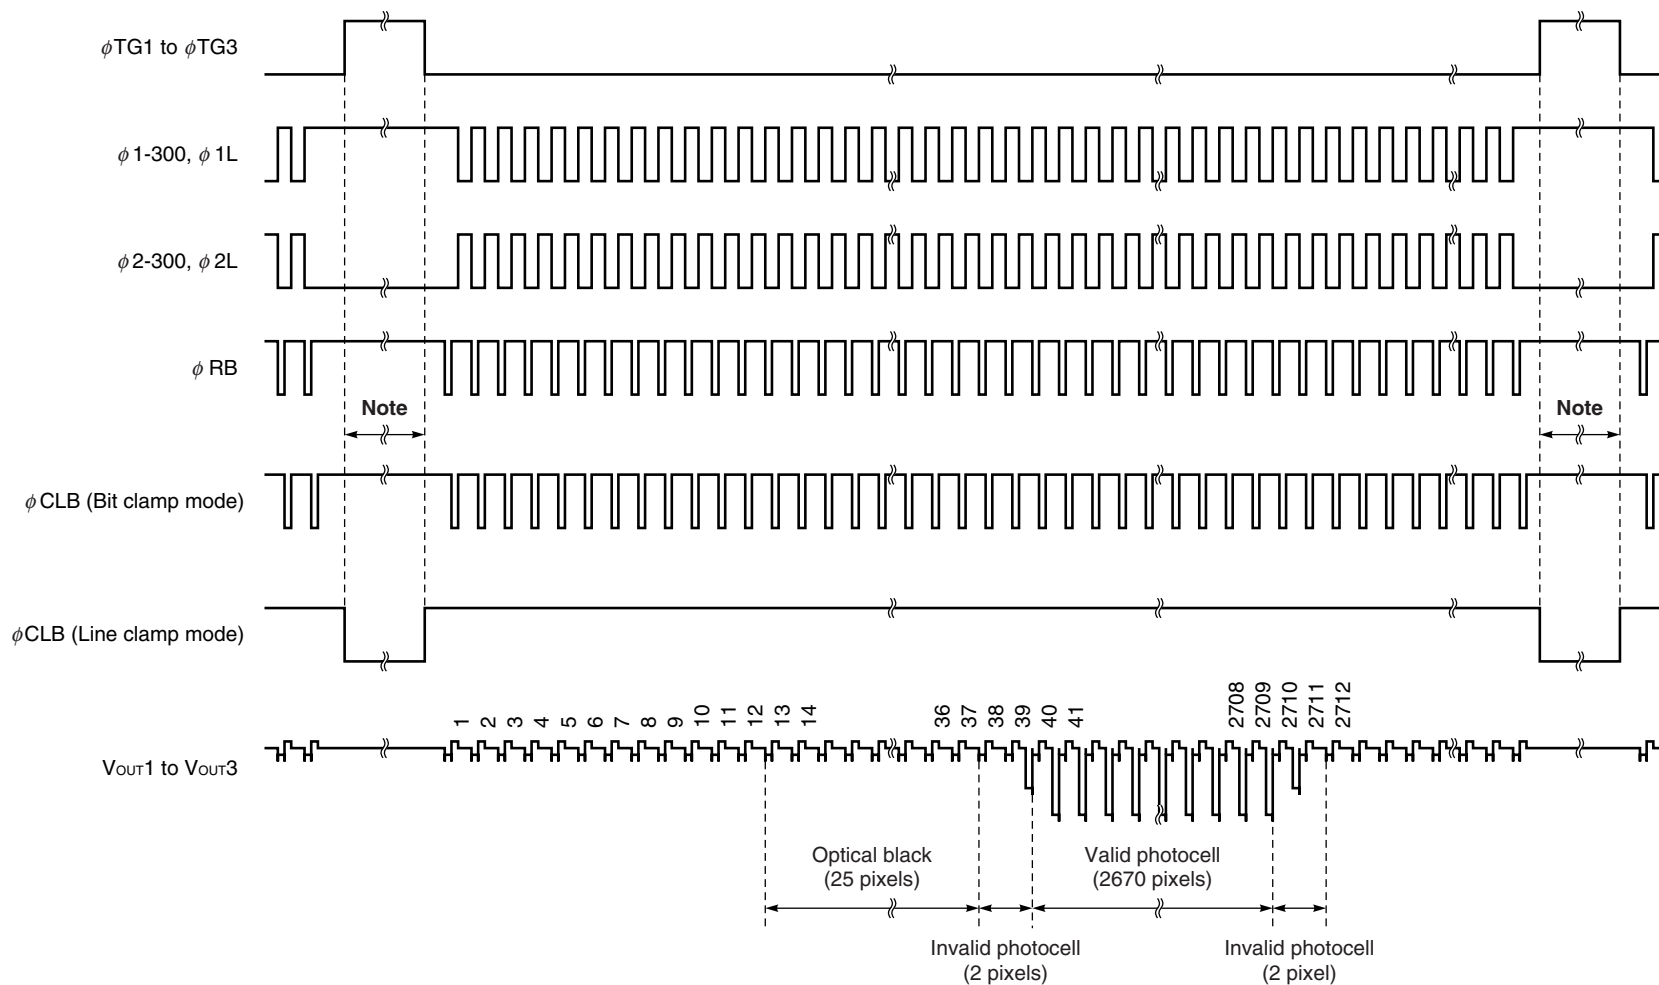 ϕTG1 to ϕTG3
ϕ1-300, ϕ1L
ϕ2-300, ϕ2L
ϕRB
Note
Note
ϕCLB (Bit clamp mode)
ϕCLB (Line clamp mode)
1 2 3 4 5 6 7 8 9 10 11 12 13 14 36 37 38 39 40 41 2708 2709 2710 2711 2712
VOUT1 to VOUT3
Optical black
(25 pixels)
Valid photocell
(2670 pixels)
Invalid photocell
(2 pixels)
Invalid photocell
(2 pixel)